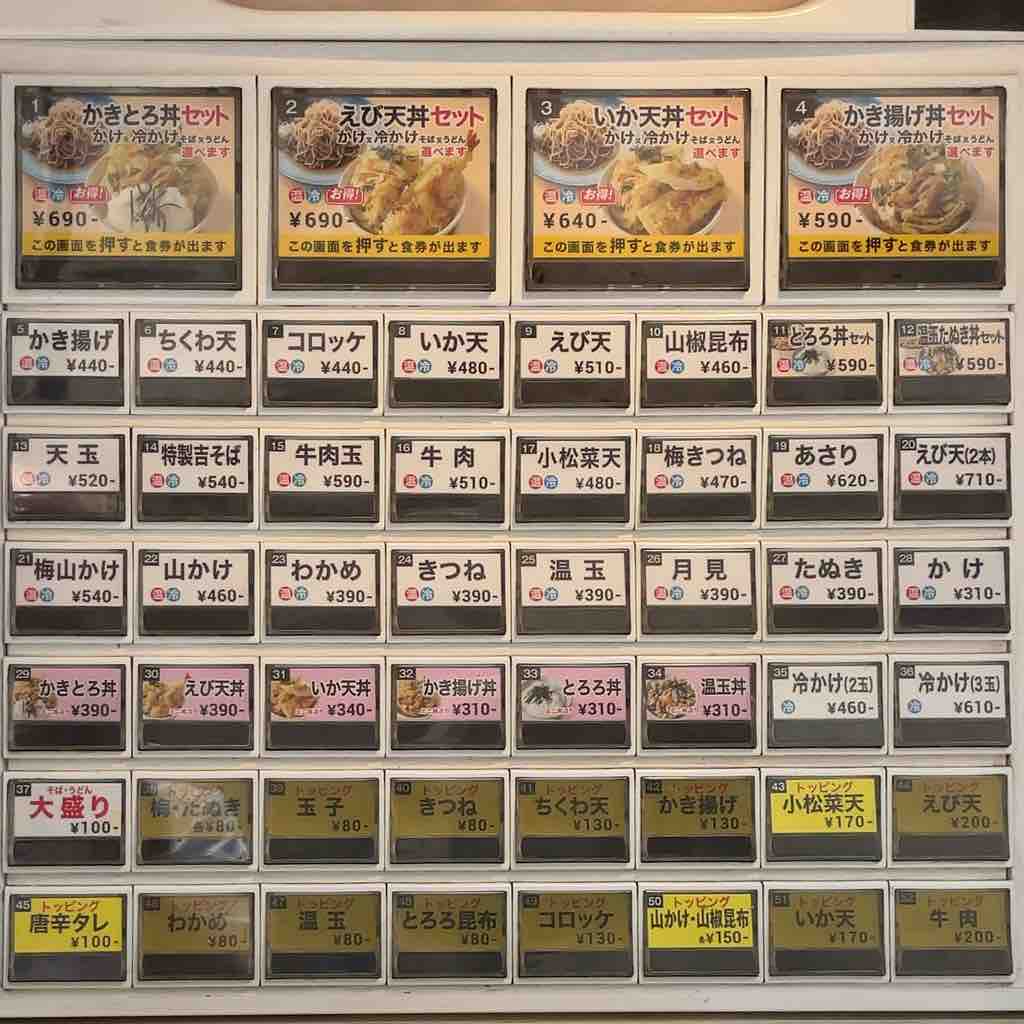 1 かきとろ丼セット
かけ又冷かけ そば又うどん
選べます
温 冷 お得!
¥690-
この画面を押すと食券が出ます
2 えび天丼セット
かけ又冷かけ そば又うどん
選べます
温 冷 お得!
¥690-
この画面を押すと食券が出ます
3 いか天丼セット
かけ又冷かけ そば又うどん
選べます
温 冷 お得!
¥640-
この画面を押すと食券が出ます
4 かき揚げ丼セット
かけ又冷かけ そば又うどん
選べます
温 冷 お得!
¥590-
この画面を押すと食券が出ます
5 かき揚げ
温 冷 ¥440-
6 ちくわ天
温 冷 ¥440-
7 コロッケ
温 冷 ¥440-
8 いか天
温 冷 ¥480-
9 えび天
温 冷 ¥510-
10 山椒昆布
温 冷 ¥460-
11 とろろ丼セット
温 冷 ¥590-
12 温玉たぬき丼セット
温 冷 ¥590-
13 天玉
温 冷 ¥520-
14 特製吉そば
温 冷 ¥540-
15 牛肉玉
温 冷 ¥590-
16 牛肉
温 冷 ¥510-
17 小松菜天
温 冷 ¥480-
18 梅きつね
温 冷 ¥470-
19 あさり
温 冷 ¥620-
20 えび天(2本)
温 冷 ¥710-
21 梅山かけ
温 冷 ¥540-
22 山かけ
温 冷 ¥460-
23 わかめ
温 冷 ¥390-
24 きつね
温 冷 ¥390-
25 温玉
温 冷 ¥390-
26 月見
温 冷 ¥390-
27 たぬき
温 冷 ¥390-
28 かけ
温 冷 ¥310-
29 かきとろ丼
¥390-
30 えび天丼
¥390-
31 いか天丼
¥340-
32 かき揚げ丼
¥310-
33 とろろ丼
¥310-
34 温玉丼
¥310-
35 冷かけ(2玉)
冷 ¥460-
36 冷かけ(3玉)
冷 ¥610-
37 そば・うどん
大盛り
¥100-
38 トッピング
梅・たぬき
各¥80-
39 トッピング
玉子
¥80-
40 トッピング
きつね
¥80-
41 トッピング
ちくわ天
¥130-
42 トッピング
かき揚げ
¥130-
43 トッピング
小松菜天
¥170-
44 トッピング
えび天
¥200-
45 トッピング
唐辛タレ
¥100-
46 トッピング
わかめ
¥80-
47 トッピング
温玉
¥80-
48 トッピング
とろろ昆布
¥80-
49 トッピング
コロッケ
¥130-
50 トッピング
山かけ・山椒昆布
各¥150-
51 トッピング
いか天
¥170-
52 トッピング
牛肉
¥200-